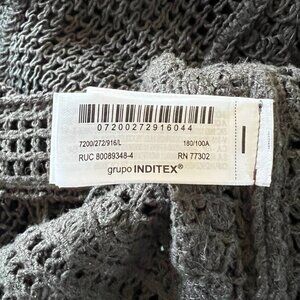 07200272916044
7200/272/916/L 180/100A
RUC 80089348-4 RN 77302
grupo INDITEX®